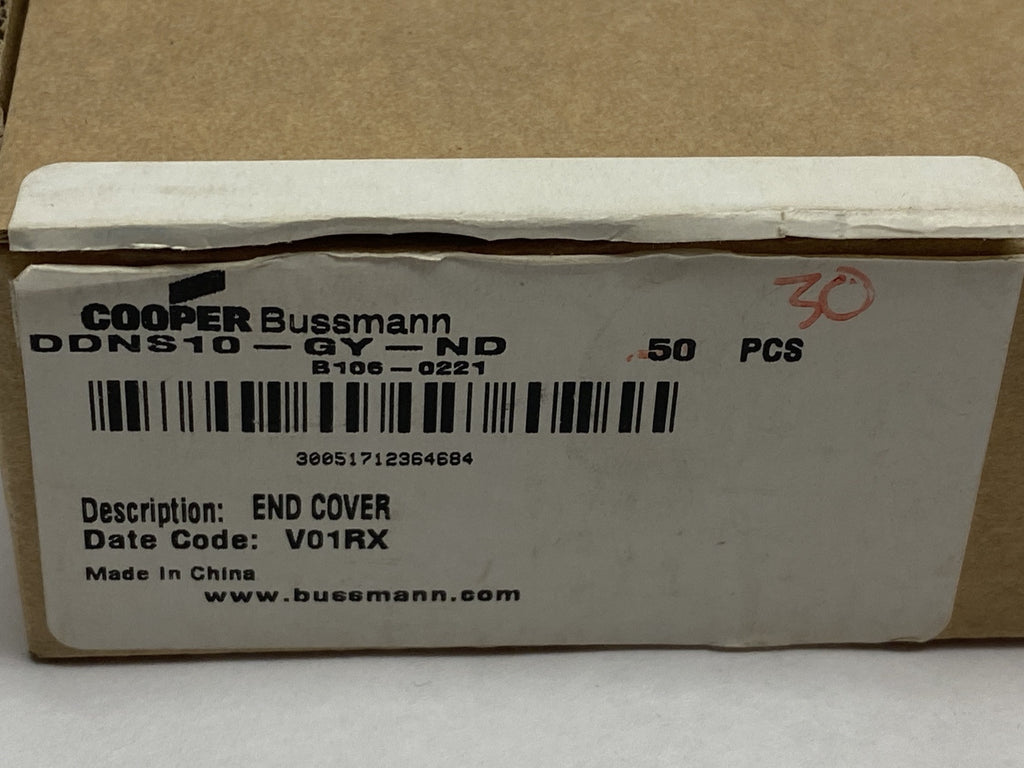 30
COOPER Bussmann
DDNS10-GY-ND 50 PCS
B106-0221
30051712364684
Description: END COVER
Date Code: V01RX
Made In China
www.bussmann.com